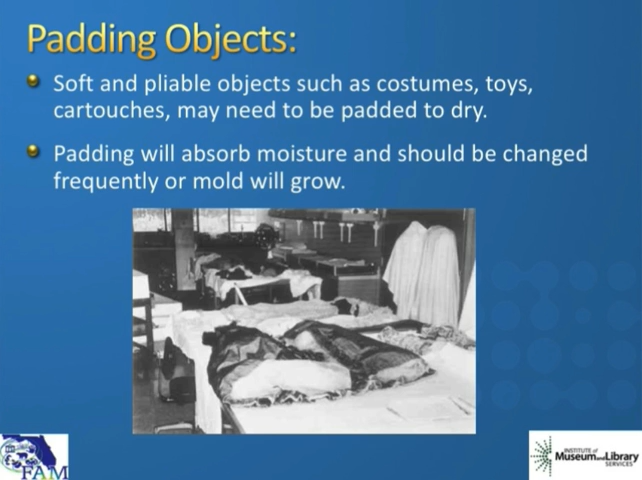 Padding Objects:
Soft and pliable objects such as costumes, toys,
cartouches, may need to be padded to dry.
Padding will absorb moisture and should be changed
frequently or mold will grow.
FAM
INSTITUTE of
Museum and Library
SERVICES